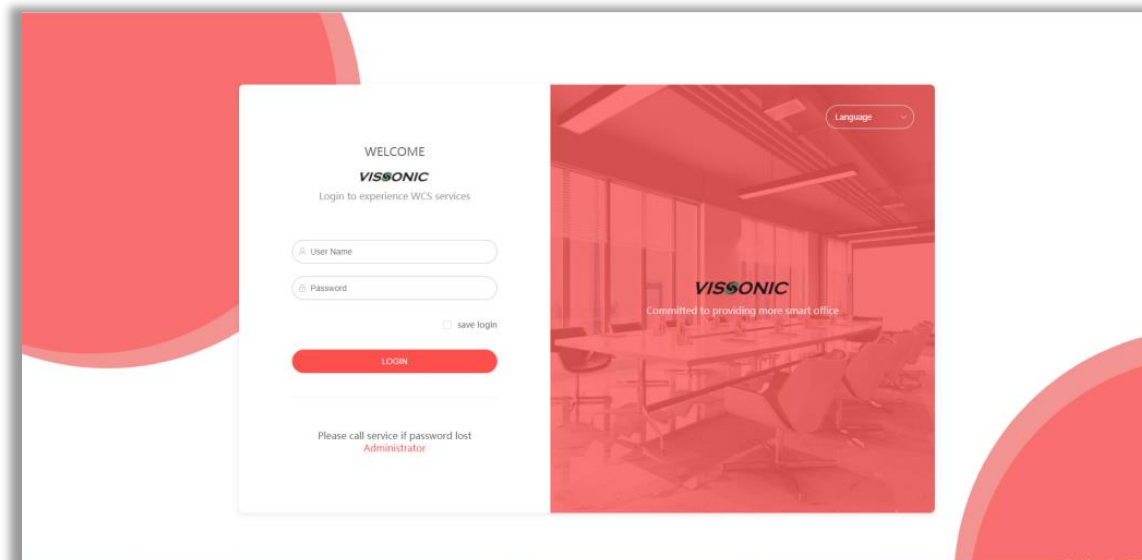 WELCOME
VISSONIC
Login to experience WCS services
User Name
Password
save login
LOGIN
Please call service if password lost
Administrator
Language
VISSONIC
Committed to providing more smart office